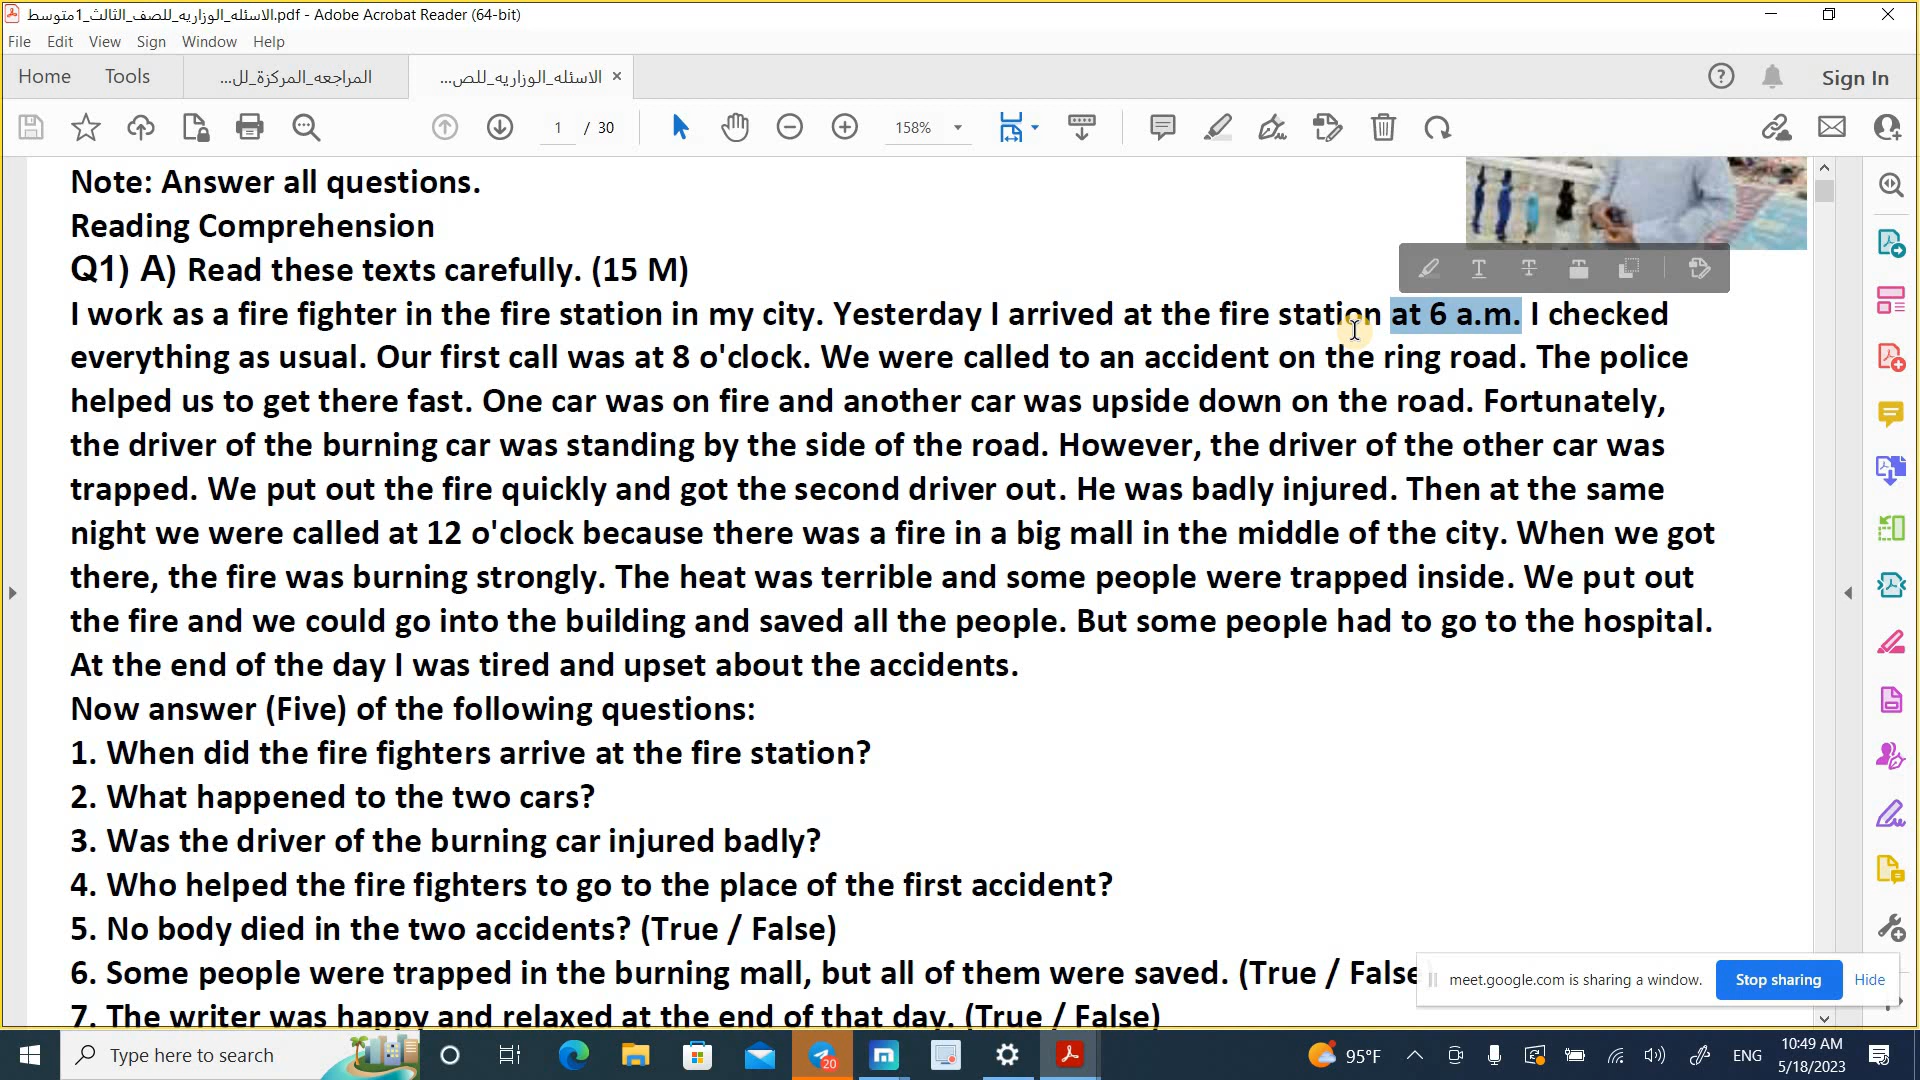 الاسئله_الوزاريه_للصف_الثالث_1متوسط.pdf - Adobe Acrobat Reader (64-bit)
File Edit View Sign Window Help
Home Tools المراجعه_المركزة_لل... الاسئله_الوزاريه_للص... × Sign In
1 / 30 158%
Note: Answer all questions.
Reading Comprehension
Q1) A) Read these texts carefully. (15 M)
I work as a fire fighter in the fire station in my city. Yesterday I arrived at the fire station at 6 a.m. I checked
everything as usual. Our first call was at 8 o'clock. We were called to an accident on the ring road. The police
helped us to get there fast. One car was on fire and another car was upside down on the road. Fortunately,
the driver of the burning car was standing by the side of the road. However, the driver of the other car was
trapped. We put out the fire quickly and got the second driver out. He was badly injured. Then at the same
night we were called at 12 o'clock because there was a fire in a big mall in the middle of the city. When we got
there, the fire was burning strongly. The heat was terrible and some people were trapped inside. We put out
the fire and we could go into the building and saved all the people. But some people had to go to the hospital.
At the end of the day I was tired and upset about the accidents.
Now answer (Five) of the following questions:
1. When did the fire fighters arrive at the fire station?
2. What happened to the two cars?
3. Was the driver of the burning car injured badly?
4. Who helped the fire fighters to go to the place of the first accident?
5. No body died in the two accidents? (True / False)
6. Some people were trapped in the burning mall, but all of them were saved. (True / False
7. The writer was happy and relaxed at the end of that day. (True / False)
meet.google.com is sharing a window. Stop sharing Hide
Type here to search 20 95°F ENG 10:49 AM
5/18/2023